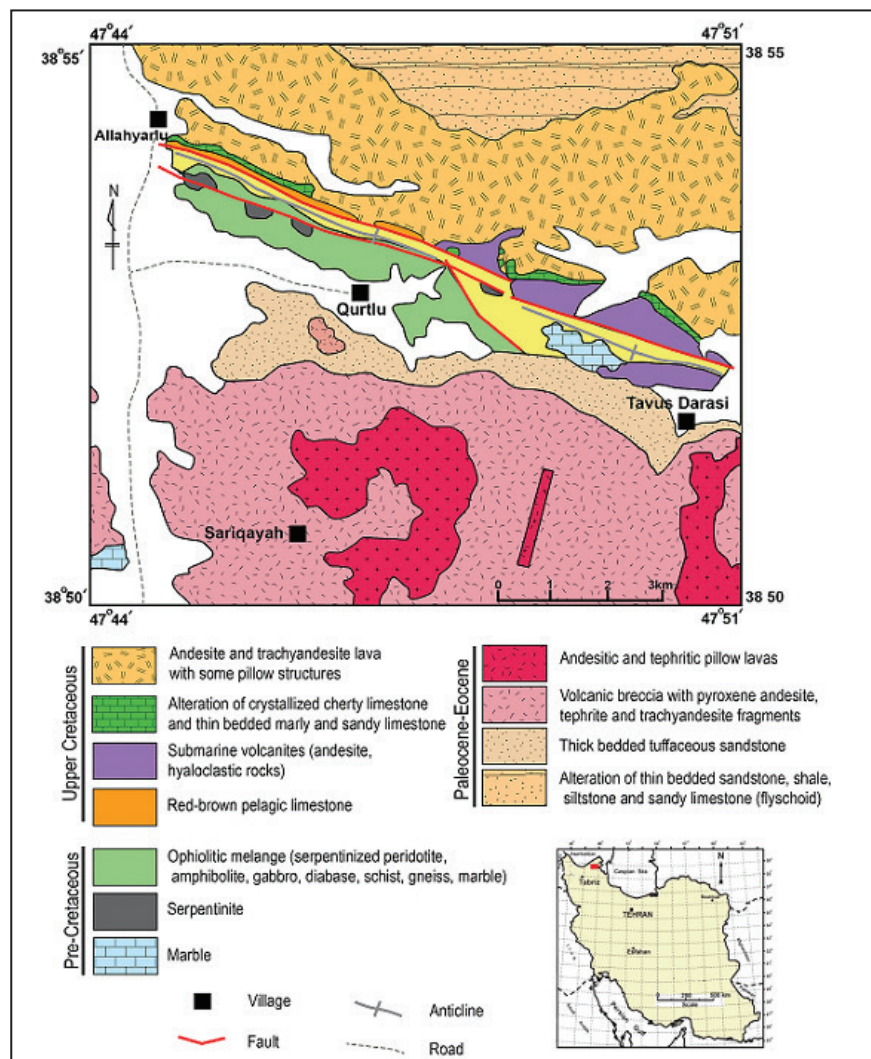 47°44'
47°51'
38°55'
38 55
Allahyarlu
N
Qurtlu
Tavus Darasi
Sariqayah
0 1 2 3km
38°50'
38 50
47°44'
47°51'
Upper Cretaceous
Andesite and trachyandesite lava
with some pillow structures
Alteration of crystallized cherty limestone
and thin bedded marly and sandy limestone
Submarine volcanites (andesite,
hyaloclastic rocks)
Red-brown pelagic limestone
Pre-Cretaceous
Ophiolitic melange (serpentinized peridotite,
amphibolite, gabbro, diabase, schist, gneiss, marble)
Serpentinite
Marble
Village
Fault
Anticline
Road
Paleocene-Eocene
Andesitic and tephritic pillow lavas
Volcanic breccia with pyroxene andesite,
tephrite and trachyandesite fragments
Thick bedded tuffaceous sandstone
Alteration of thin bedded sandstone, shale,
siltstone and sandy limestone (flyschoid)
Caspian Sea
N
Tabriz
TEHRAN
Esfahan
Scale